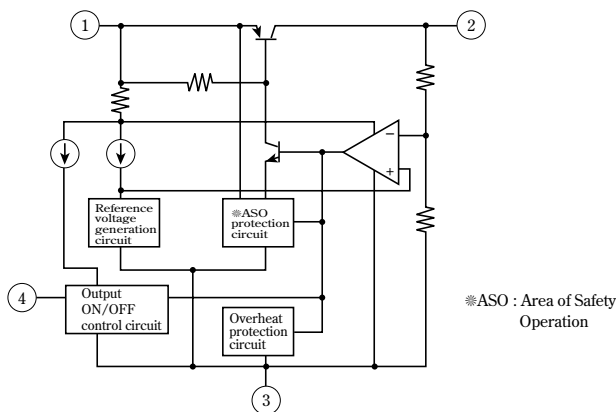 1
2
−
+
Reference
voltage
generation
circuit
※ASO
protection
circuit
4
Output
ON/OFF
control circuit
Overheat
protection
circuit
※ASO : Area of Safety
Operation
3